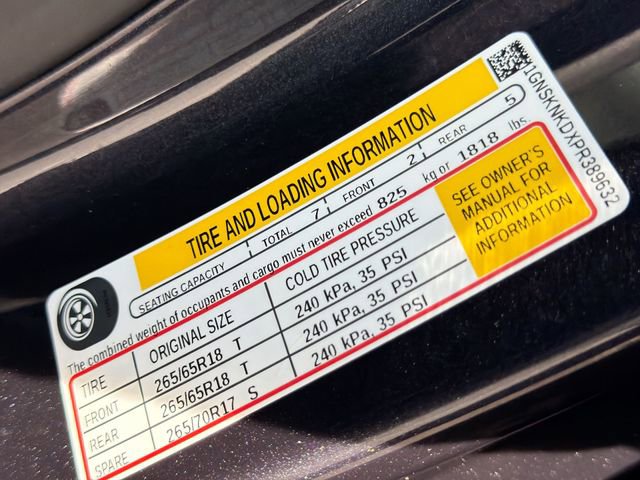 TIRE AND LOADING INFORMATION
1GNSKNKDXPR389632
SEATING CAPACITY | TOTAL 7 | FRONT 2 | REAR 5
The combined weight of occupants and cargo must never exceed 825 kg or 1818 lbs.
TIRE ORIGINAL SIZE COLD TIRE PRESSURE
FRONT 265/65R18 T 240 kPa, 35 PSI
REAR 265/65R18 T 240 kPa, 35 PSI
SPARE 265/70R17 S 240 kPa, 35 PSI
SEE OWNER'S
MANUAL FOR
ADDITIONAL
INFORMATION